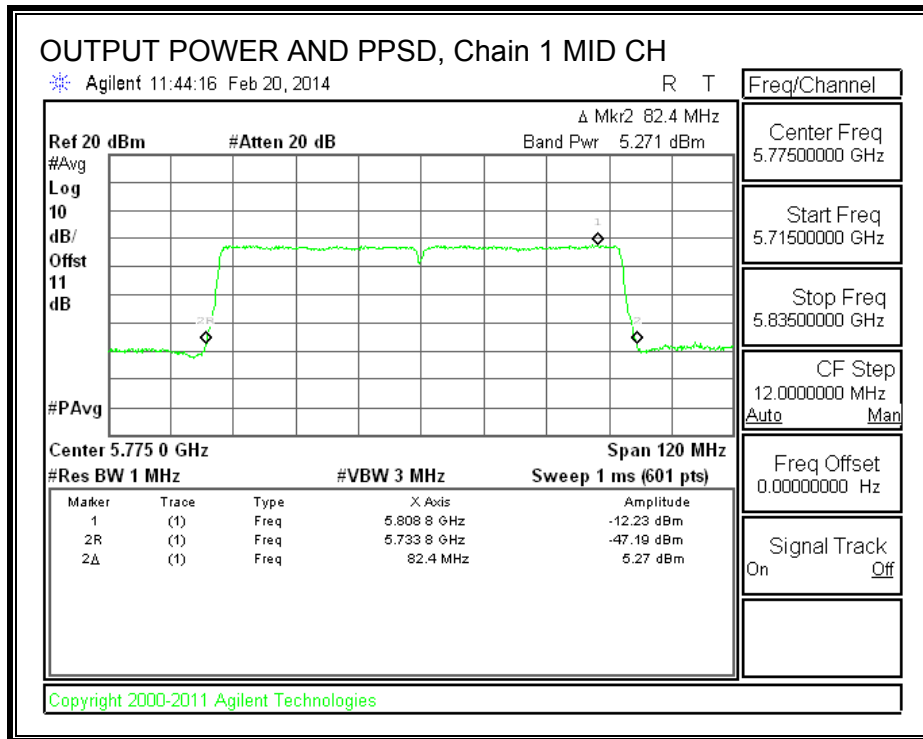 OUTPUT POWER AND PPSD, Chain 1 MID CH
Agilent 11:44:16 Feb 20, 2014 R T
Δ Mkr2 82.4 MHz
Ref 20 dBm #Atten 20 dB Band Pwr 5.271 dBm
#Avg
Log
10
dB/
Offst
11
dB
#PAvg
1
2R
2
Center 5.775 0 GHz Span 120 MHz
#Res BW 1 MHz #VBW 3 MHz Sweep 1 ms (601 pts)
Marker Trace Type X Axis Amplitude
1 (1) Freq 5.808 8 GHz -12.23 dBm
2R (1) Freq 5.733 8 GHz -47.19 dBm
2Δ (1) Freq 82.4 MHz 5.27 dBm
Freq/Channel
Center Freq
5.77500000 GHz
Start Freq
5.71500000 GHz
Stop Freq
5.83500000 GHz
CF Step
12.0000000 MHz
Auto Man
Freq Offset
0.00000000 Hz
Signal Track
On Off
Copyright 2000-2011 Agilent Technologies